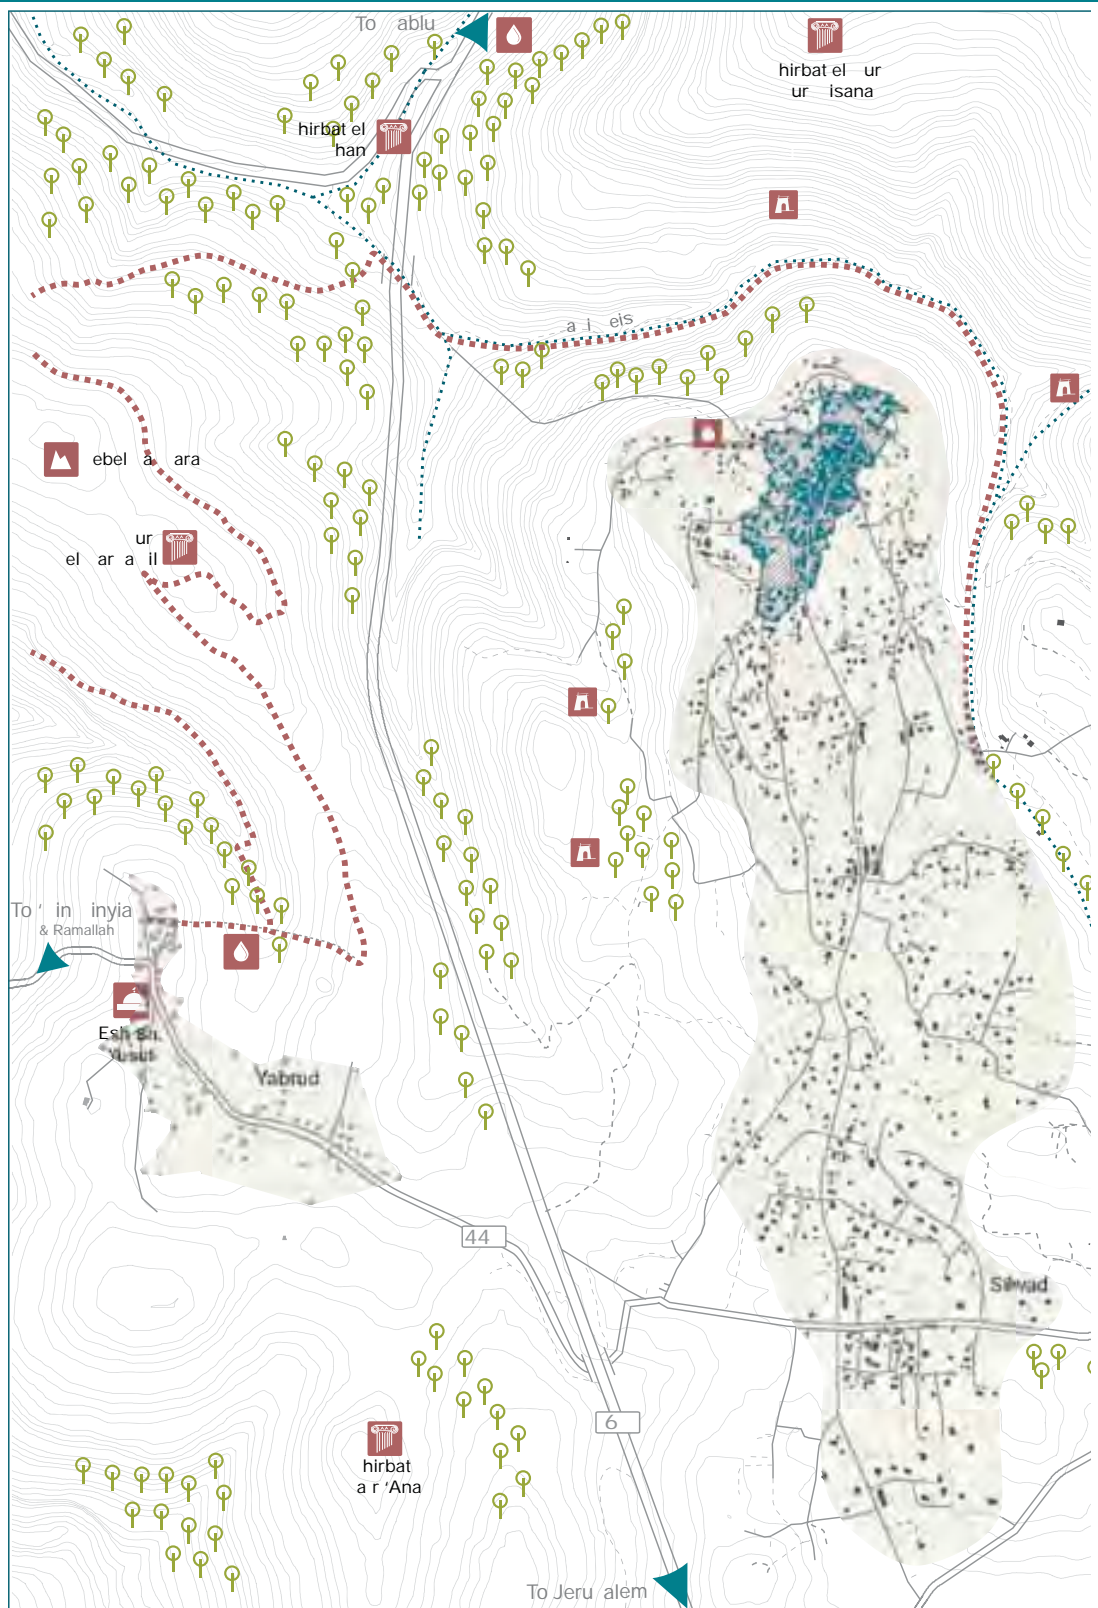 To ablu
hirbat el ur
ur isana
hirbat el
han
a i eis
ebel a ara
ur
el ar a il
To ' in inyia
& Ramallah
Esh
Yabrud
44
Silwad
6
hirbat
a r 'Ana
To Jeru alem